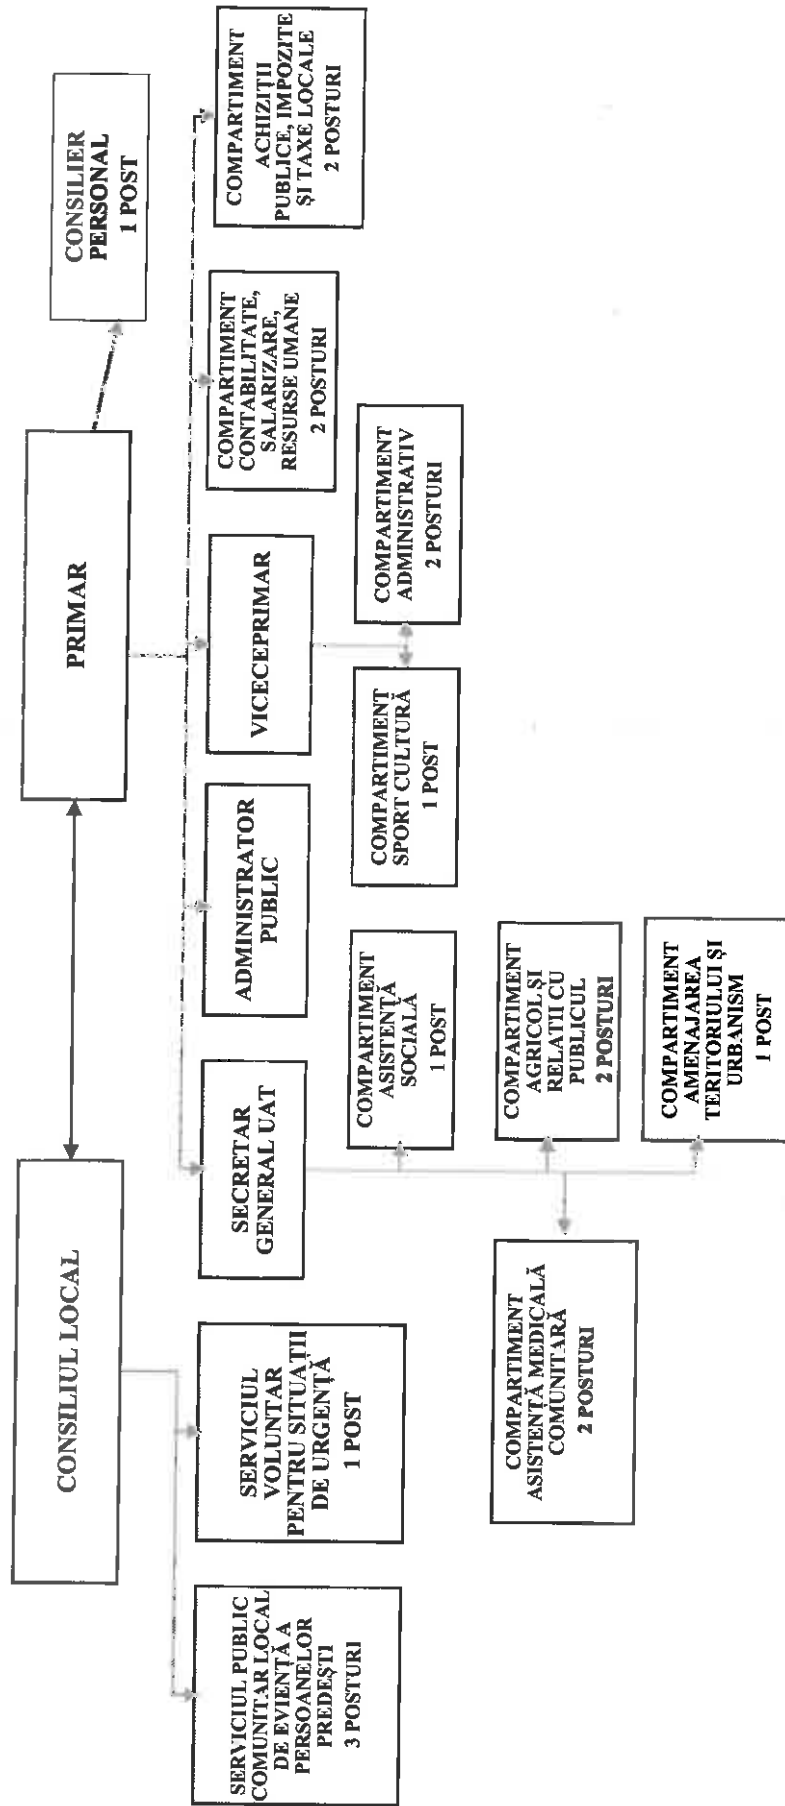 CONSILIUL LOCAL
PRIMAR
CONSILIER
PERSONAL
1 POST
SERVICIUL PUBLIC
COMUNITAR LOCAL
DE EVIENȚĂ A
PERSOANELOR
PREDEȘTI
3 POSTURI
SERVICIUL
VOLUNTAR
PENTRU SITUAȚII
DE URGENȚĂ
1 POST
SECRETAR
GENERAL UAT
ADMINISTRATOR
PUBLIC
VICECEPRIMAR
COMPARTIMENT
CONTABILITATE,
SALARIZARE,
RESURSE UMANE
2 POSTURI
COMPARTIMENT
ACHIZIȚII
PUBLICE, IMPOZITE
ȘI TAXE LOCALE
2 POSTURI
COMPARTIMENT
ASISTENȚĂ
SOCIALĂ
1 POST
COMPARTIMENT
SPORT CULTURĂ
1 POST
COMPARTIMENT
ADMINISTRATIV
2 POSTURI
COMPARTIMENT
ASISTENȚĂ MEDICALĂ
COMUNITARĂ
2 POSTURI
COMPARTIMENT
AGRICOL ȘI
RELATII CU
PUBLICUL
2 POSTURI
COMPARTIMENT
AMENAJAREA
TERITORIULUI ȘI
URBANISM
1 POST